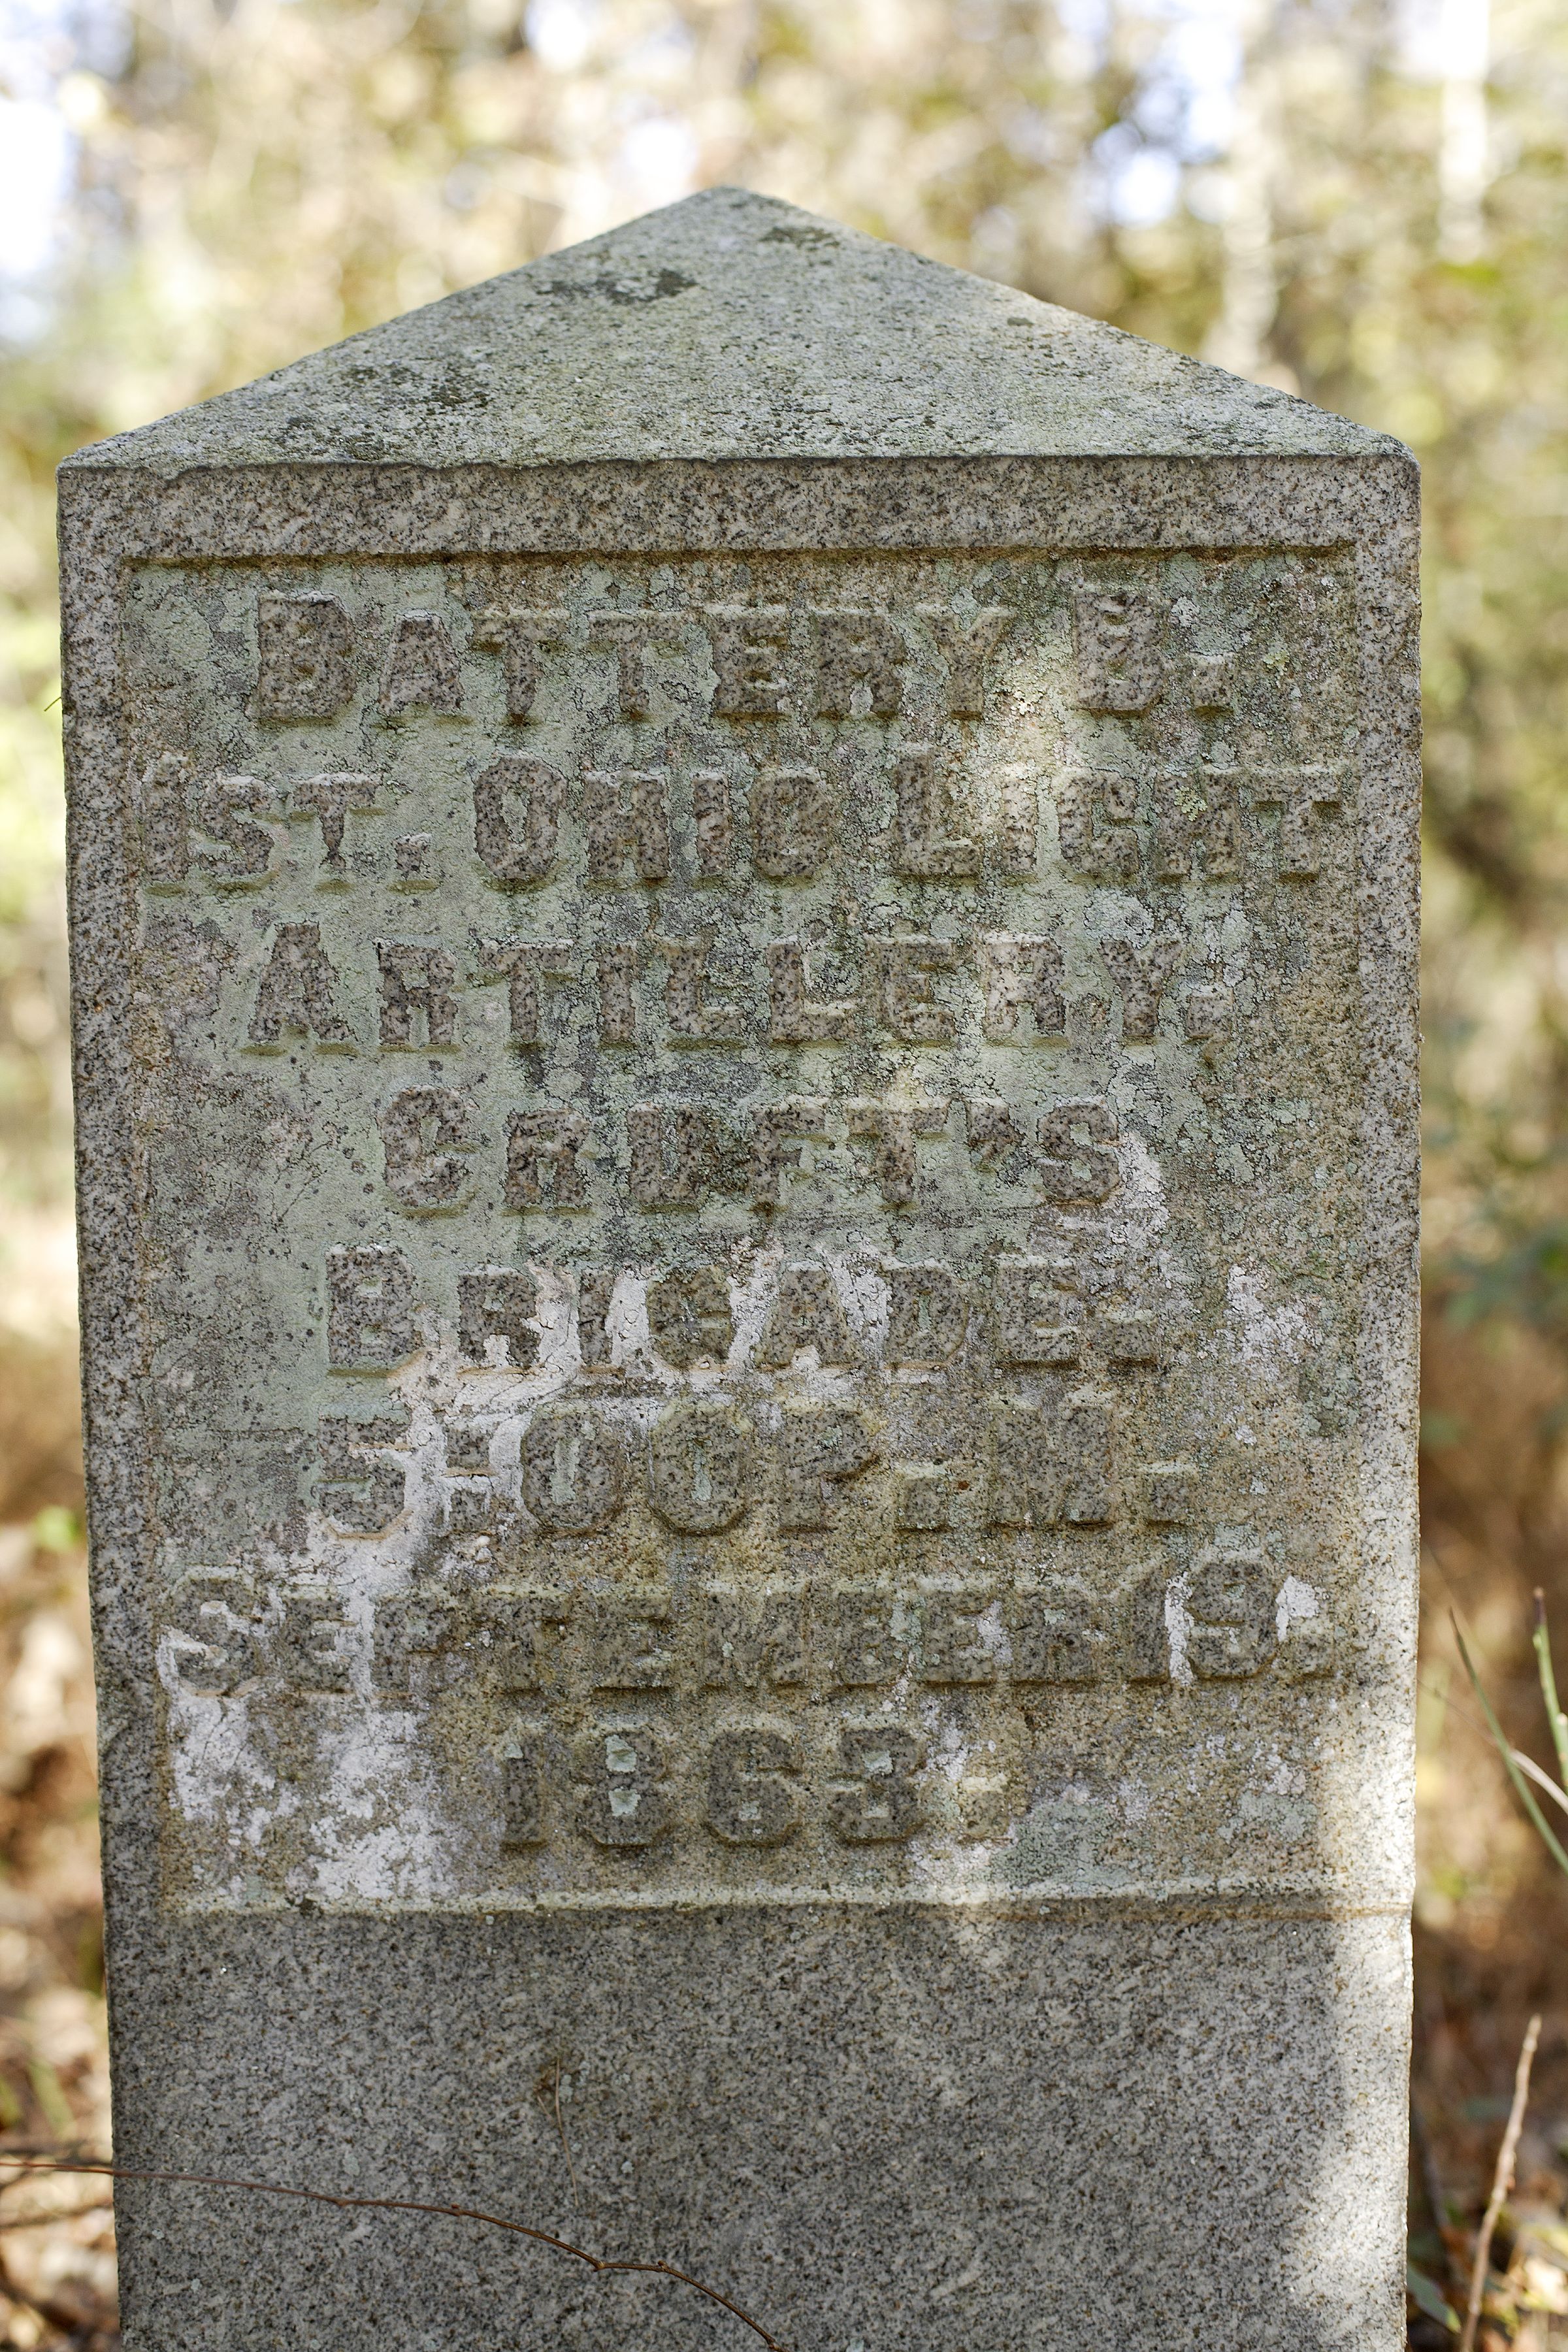 BATTERY B.
1ST. OHIO LIGHT
ARTILLERY,
CRUFT'S
BRIGADE.
5:00 P.M.
SEPTEMBER 19.
1863.